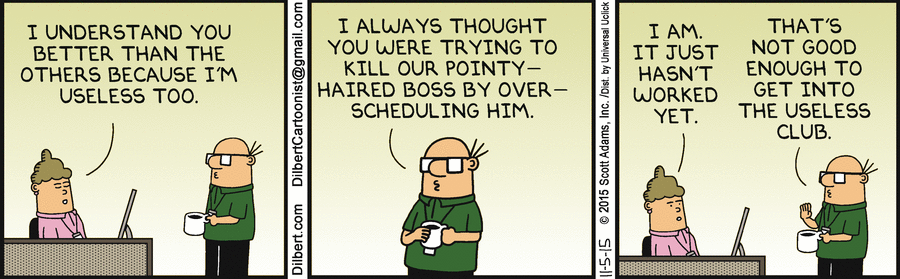 I UNDERSTAND YOU
BETTER THAN THE
OTHERS BECAUSE I'M
USELESS TOO.
Dilbert.com DilbertCartoonist@gmail.com
I ALWAYS THOUGHT
YOU WERE TRYING TO
KILL OUR POINTY-
HAIRED BOSS BY OVER-
SCHEDULING HIM.
11-5-15 © 2015 Scott Adams, Inc. /Dist. by Universal Uclick
I AM.
IT JUST
HASN'T
WORKED
YET.
THAT'S
NOT GOOD
ENOUGH TO
GET INTO
THE USELESS
CLUB.